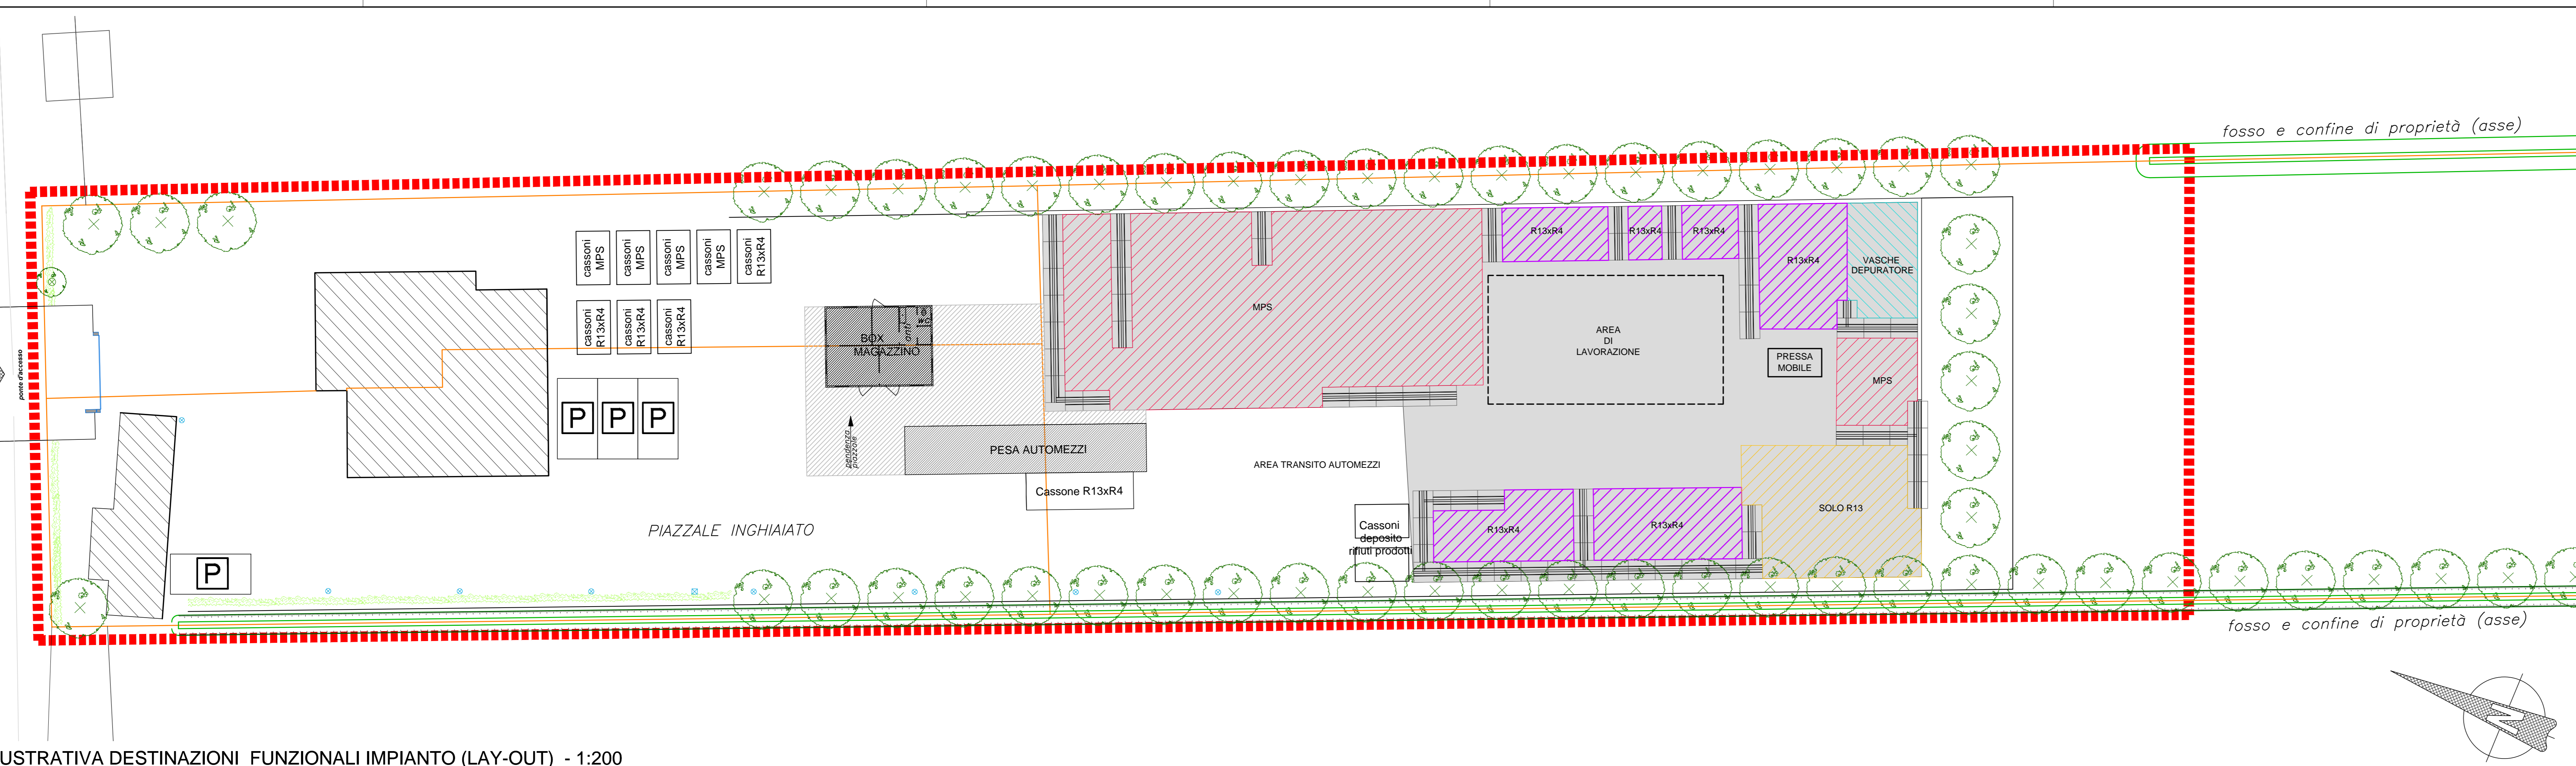 fosso e confine di proprietà (asse)
cassoni
MPS
cassoni
MPS
cassoni
MPS
cassoni
MPS
cassoni
R13xR4
cassoni
R13xR4
cassoni
R13xR4
cassoni
R13xR4
R13xR4
R13xR4
R13xR4
R13xR4
VASCHE
DEPURATORE
MPS
AREA
DI
LAVORAZIONE
PRESSA
MOBILE
MPS
ponte d'accesso
BOX
MAGAZZINO
anti
wc
P
P
P
pendenza
piazzale
PESA AUTOMEZZI
AREA TRANSITO AUTOMEZZI
Cassone R13xR4
SOLO R13
PIAZZALE INGHIAIATO
Cassoni
deposito
rifiuti prodotti
R13xR4
R13xR4
P
fosso e confine di proprietà (asse)
N
USTRATIVA DESTINAZIONI FUNZIONALI IMPIANTO (LAY-OUT) - 1:200